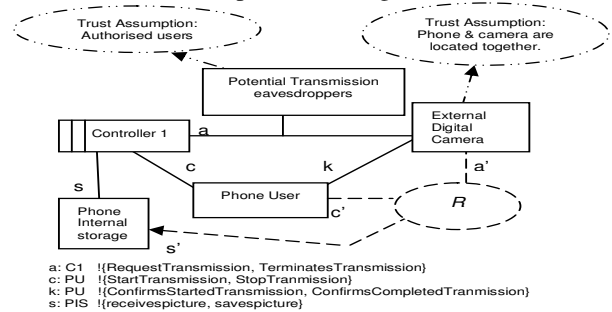 Trust Assumption:
Authorised users
Trust Assumption:
Phone & camera are
located together.
Potential Transmission
eavesdroppers
Controller 1
a
External
Digital
Camera
c
k
a'
s
Phone User
c'
R
Phone
Internal
storage
s'
a: C1 !{RequestTransmission, TerminatesTransmission}
c: PU !{StartTransmission, StopTranmission}
k: PU !{ConfirmsStartedTransmission, ConfirmsCompletedTranmission}
s: PIS !{receivespicture, savespicture}